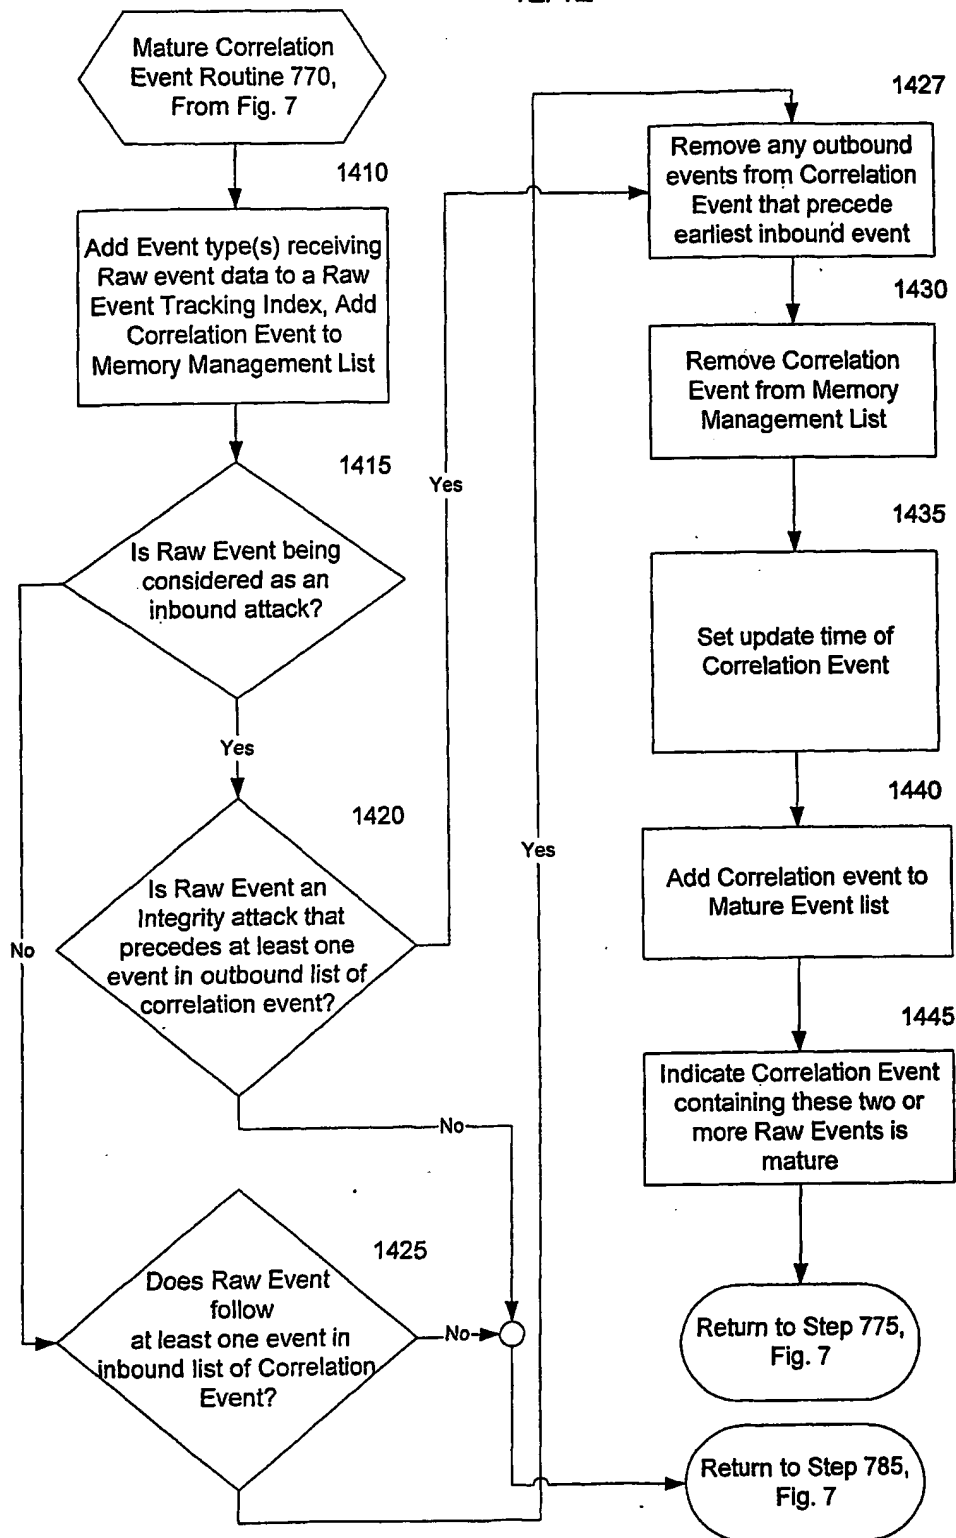 Mature Correlation
Event Routine 770,
From Fig. 7
1410
Add Event type(s) receiving
Raw event data to a Raw
Event Tracking Index, Add
Correlation Event to
Memory Management List
1415
Is Raw Event being
considered as an
inbound attack?
Yes
No
1420
Is Raw Event an
Integrity attack that
precedes at least one
event in outbound list of
correlation event?
Yes
No
1425
Does Raw Event
follow
at least one event in
inbound list of Correlation
Event?
No
Yes
1427
Remove any outbound
events from Correlation
Event that precede
earliest inbound event
1430
Remove Correlation
Event from Memory
Management List
1435
Set update time of
Correlation Event
1440
Add Correlation event to
Mature Event list
1445
Indicate Correlation Event
containing these two or
more Raw Events is
mature
Return to Step 775,
Fig. 7
Return to Step 785,
Fig. 7